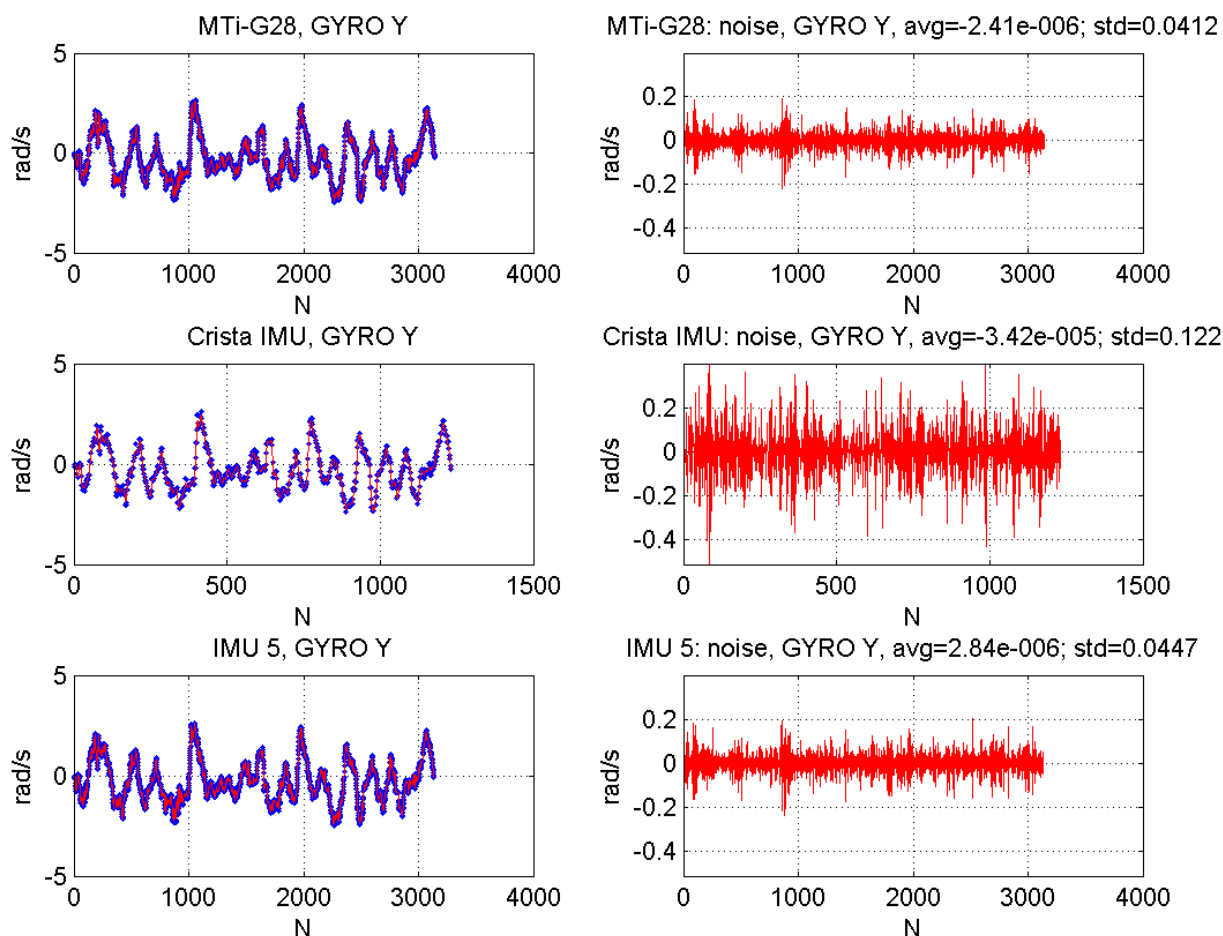 MTi-G28, GYRO Y
5
0
-5
rad/s
0 1000 2000 3000 4000
N
MTi-G28: noise, GYRO Y, avg=-2.41e-006; std=0.0412
0.2
0
-0.2
-0.4
rad/s
0 1000 2000 3000 4000
N
Crista IMU, GYRO Y
5
0
-5
rad/s
0 500 1000 1500
N
Crista IMU: noise, GYRO Y, avg=-3.42e-005; std=0.122
0.2
0
-0.2
-0.4
rad/s
0 500 1000 1500
N
IMU 5, GYRO Y
5
0
-5
rad/s
0 1000 2000 3000 4000
N
IMU 5: noise, GYRO Y, avg=2.84e-006; std=0.0447
0.2
0
-0.2
-0.4
rad/s
0 1000 2000 3000 4000
N